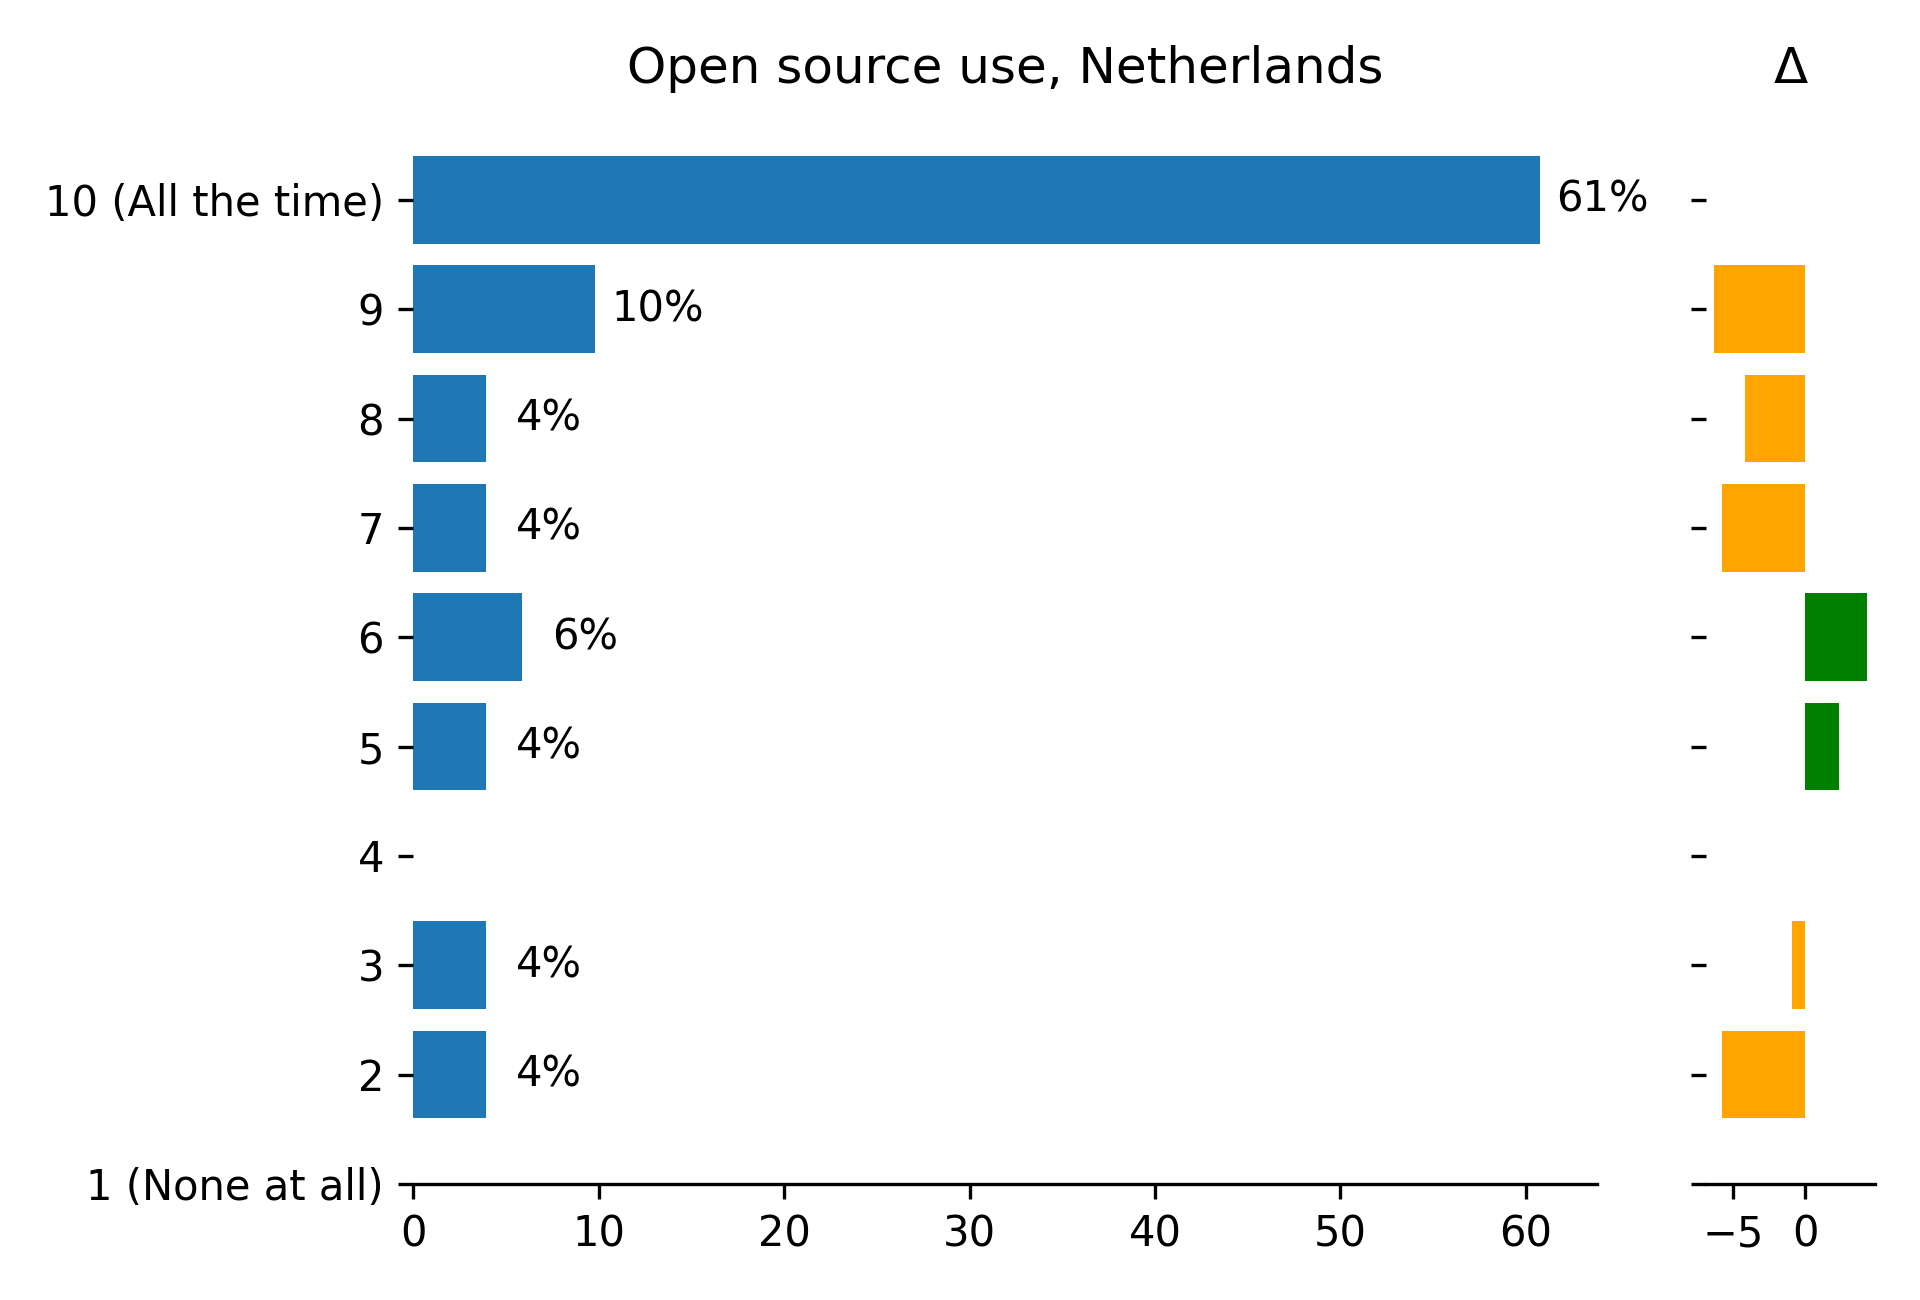 Open source use, Netherlands Δ
10 (All the time) 61%
9 10%
8 4%
7 4%
6 6%
5 4%
4
3 4%
2 4%
1 (None at all)
0 10 20 30 40 50 60 −5 0